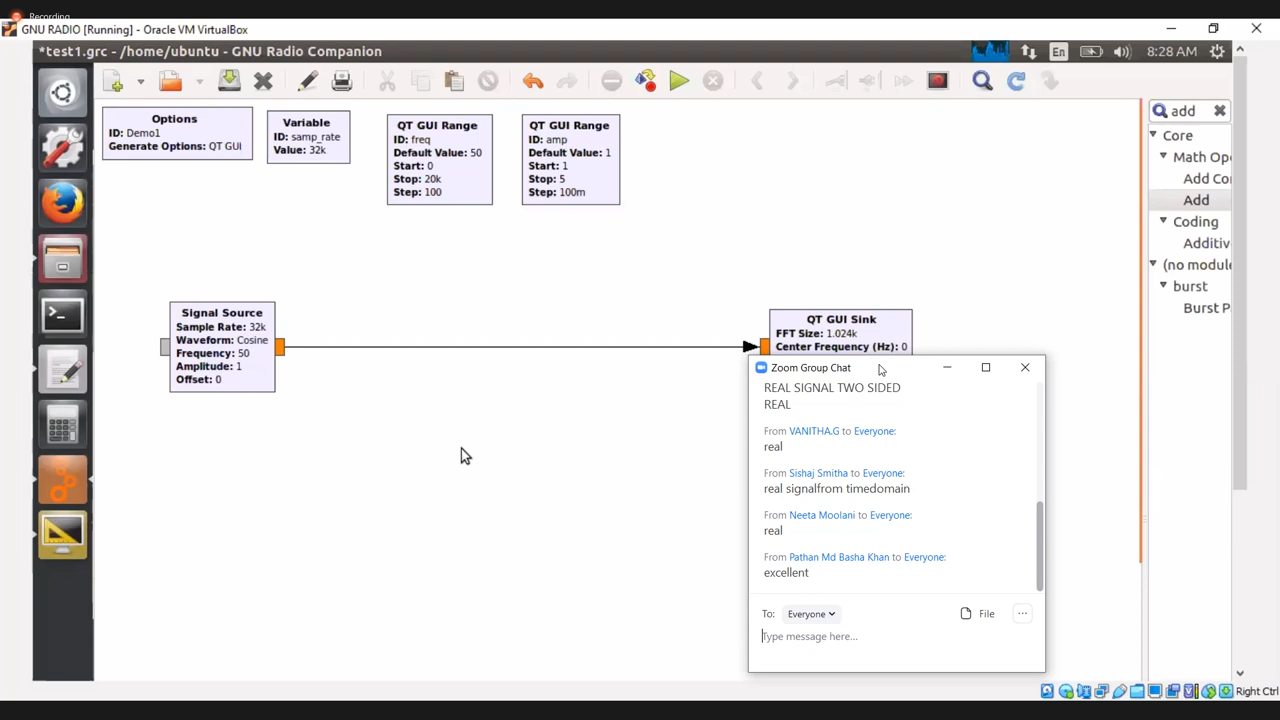 Recording
GNU RADIO [Running] - Oracle VM VirtualBox
*test1.grc - /home/ubuntu - GNU Radio Companion
En
8:28 AM
Options
ID: Demo1
Generate Options: QT GUI
Variable
ID: samp_rate
Value: 32k
QT GUI Range
ID: freq
Default Value: 50
Start: 0
Stop: 20k
Step: 100
QT GUI Range
ID: amp
Default Value: 1
Start: 1
Stop: 5
Step: 100m
add
Core
Math Ope
Add Co
Add
Coding
Additiv
(no module
burst
Burst P
Signal Source
Sample Rate: 32k
Waveform: Cosine
Frequency: 50
Amplitude: 1
Offset: 0
QT GUI Sink
FFT Size: 1.024k
Center Frequency (Hz): 0
Zoom Group Chat
REAL SIGNAL TWO SIDED
REAL
From VANITHA.G to Everyone:
real
From Sishaj Smitha to Everyone:
real signalfrom timedomain
From Neeta Moolani to Everyone:
real
From Pathan Md Basha Khan to Everyone:
excellent
To: Everyone
File
Type message here...
Right Ctrl